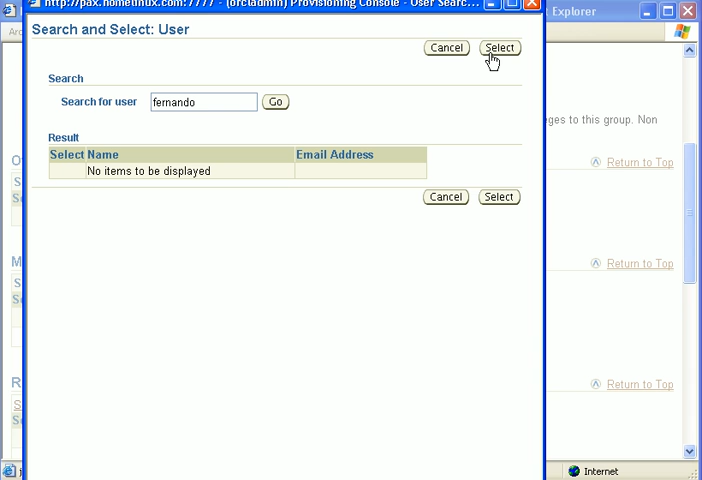 http://pax.homelinux.com:7777 - (orcladmin) Provisioning Console - User Searc...
t Explorer
Search and Select: User
Cancel
Select
Search
Search for user
fernando
Go
eges to this group. Non
Result
Select Name Email Address
No items to be displayed
Return to Top
Cancel
Select
Return to Top
Return to Top
Internet